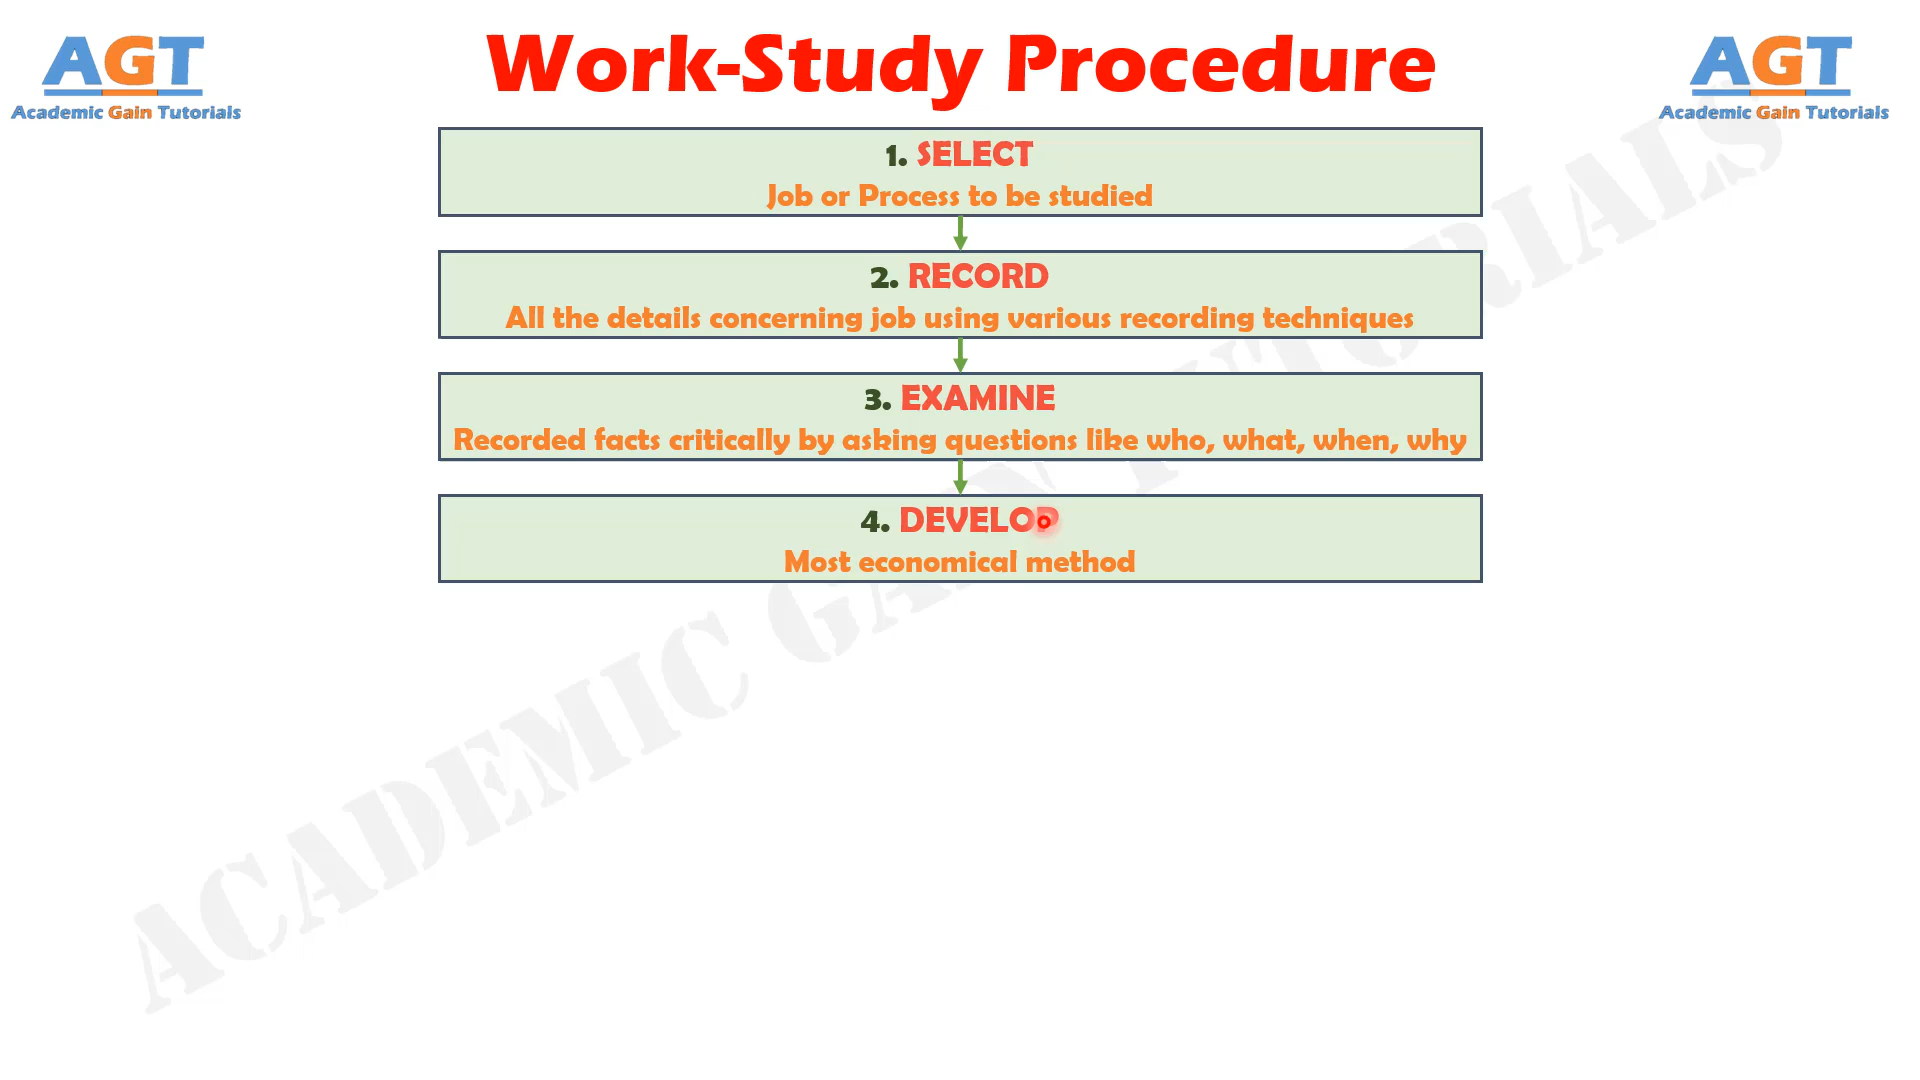 AGT
Academic Gain Tutorials
Work-Study Procedure
AGT
Academic Gain Tutorials
1. SELECT
Job or Process to be studied
2. RECORD
All the details concerning job using various recording techniques
3. EXAMINE
Recorded facts critically by asking questions like who, what, when, why
4. DEVELOP
Most economical method
ACADEMIC GAIN TUTORIALS